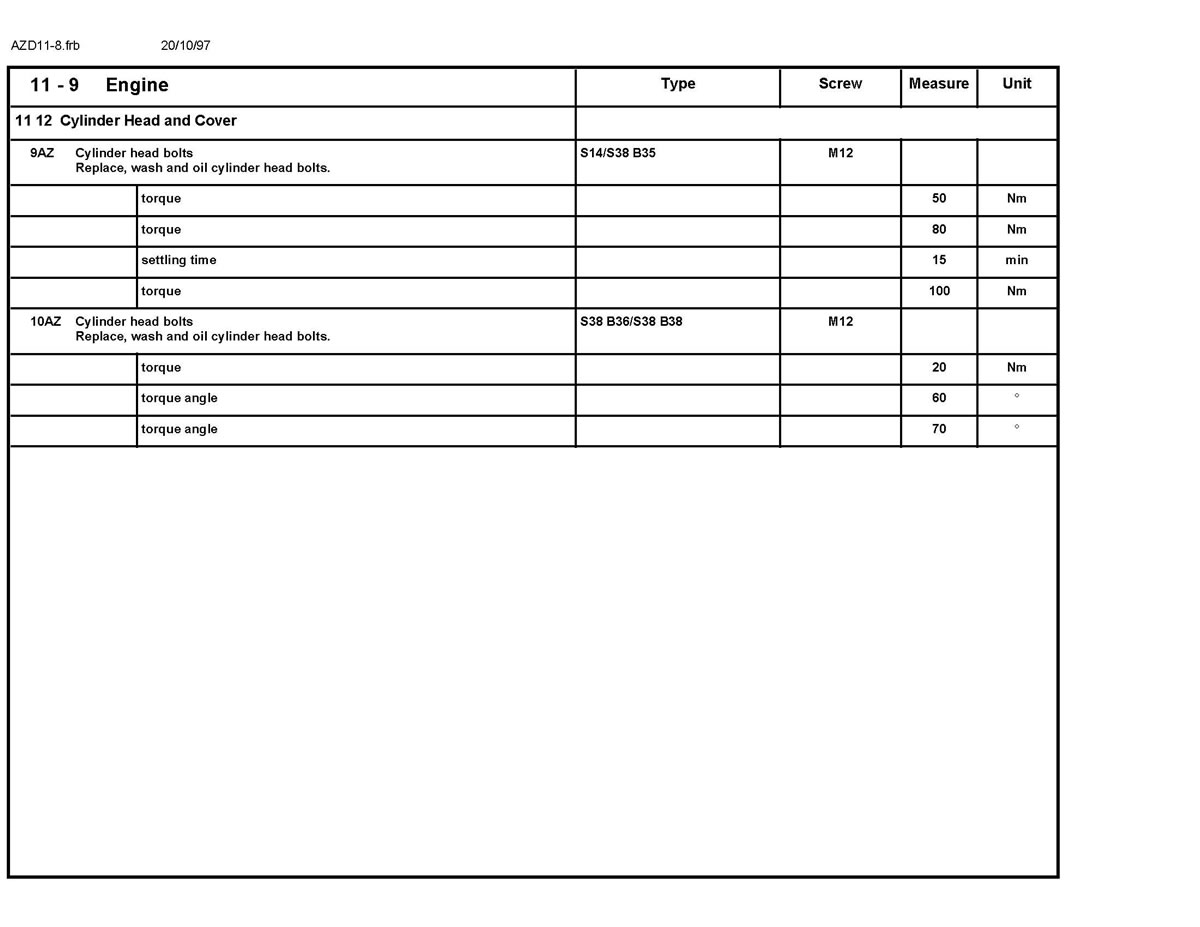 AZD11-8.frb 20/10/97
11 - 9 Engine Type Screw Measure Unit
11 12 Cylinder Head and Cover
9AZ Cylinder head bolts S14/S38 B35 M12
Replace, wash and oil cylinder head bolts.
torque 50 Nm
torque 80 Nm
settling time 15 min
torque 100 Nm
10AZ Cylinder head bolts S38 B36/S38 B38 M12
Replace, wash and oil cylinder head bolts.
torque 20 Nm
torque angle 60 °
torque angle 70 °